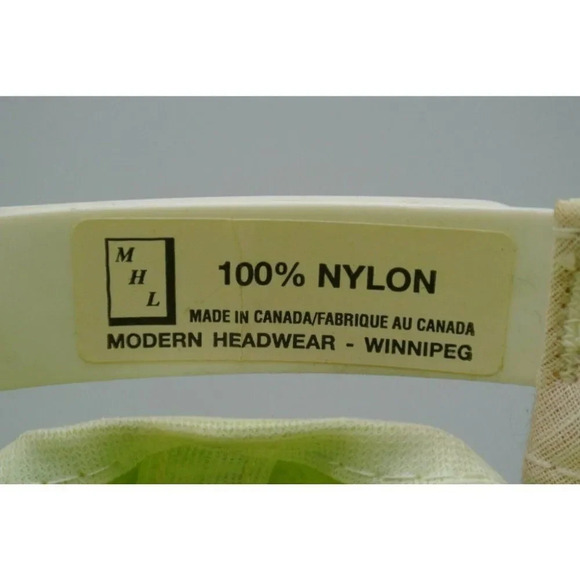 M
H
L
100% NYLON
MADE IN CANADA/FABRIQUE AU CANADA
MODERN HEADWEAR - WINNIPEG